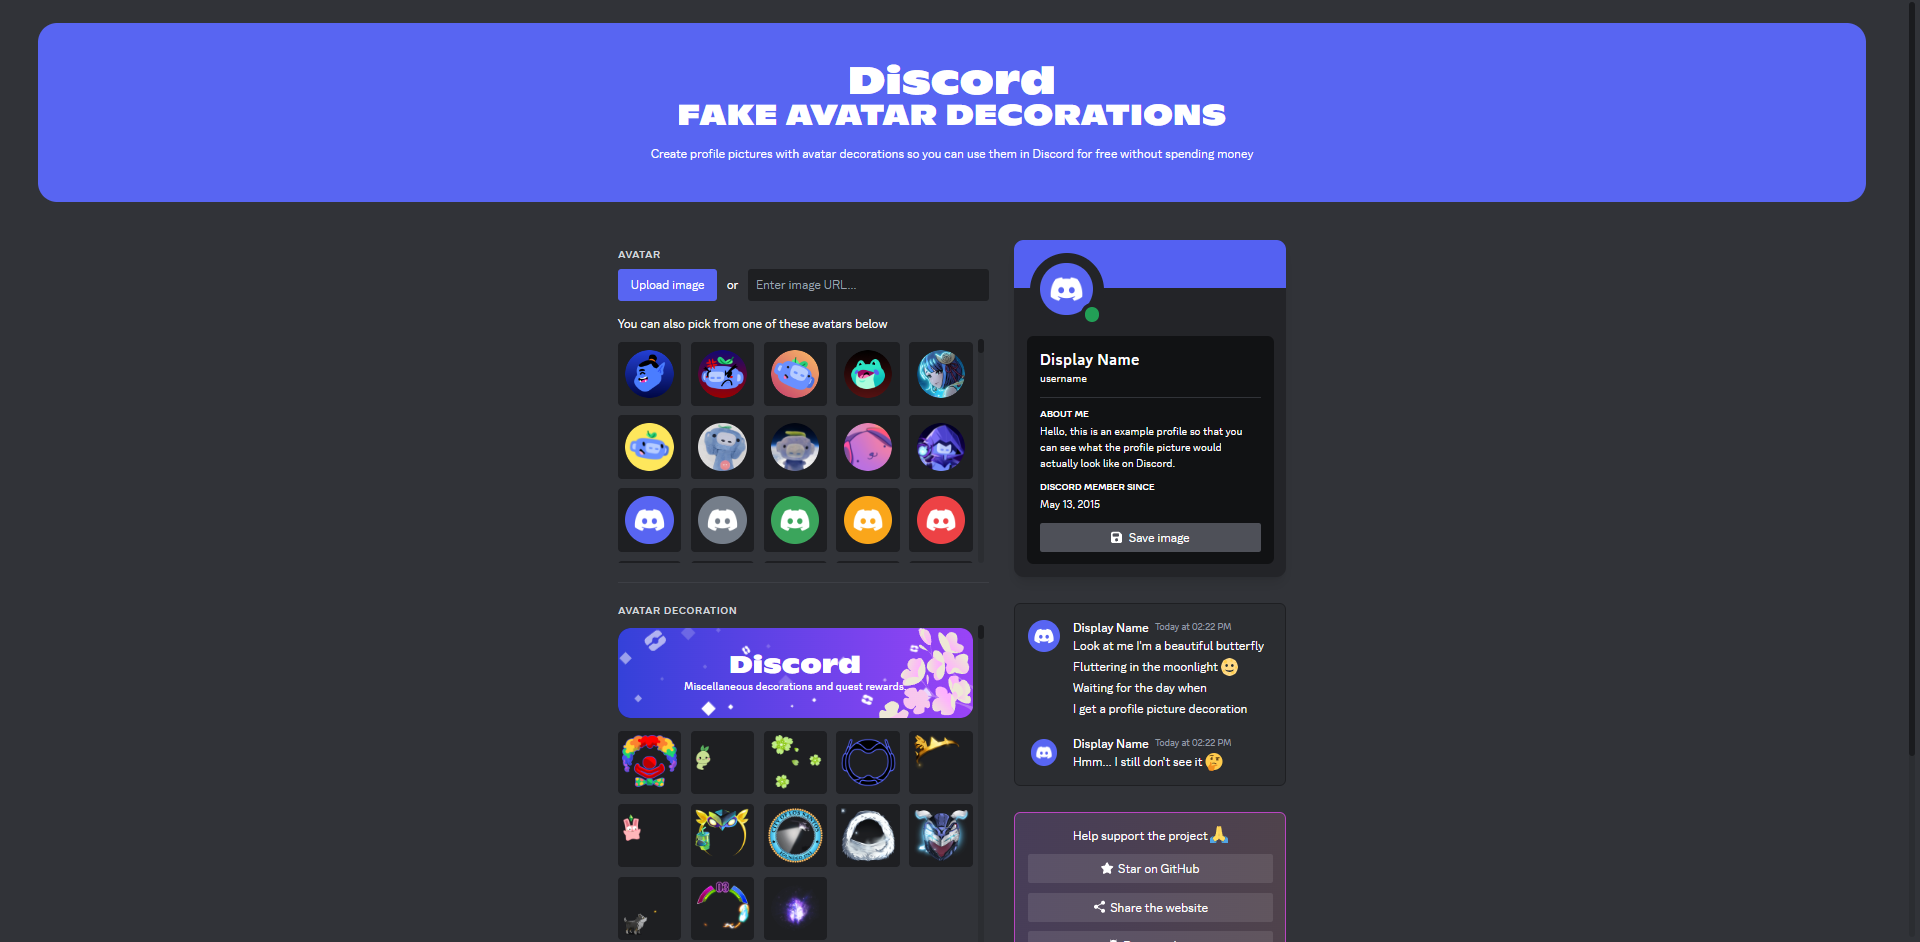 Discord
FAKE AVATAR DECORATIONS
Create profile pictures with avatar decorations so you can use them in Discord for free without spending money
AVATAR
Upload image
or
Enter image URL...
You can also pick from one of these avatars below
AVATAR DECORATION
Discord
Miscellaneous decorations and quest rewards.
Display Name
username
ABOUT ME
Hello, this is an example profile so that you
can see what the profile picture would
actually look like on Discord.
DISCORD MEMBER SINCE
May 13, 2015
Save image
Display Name Today at 02:22 PM
Look at me I'm a beautiful butterfly
Fluttering in the moonlight 🙂
Waiting for the day when
I get a profile picture decoration
Display Name Today at 02:22 PM
Hmm... I still don't see it 🤔
Help support the project 🙏
Star on GitHub
Share the website